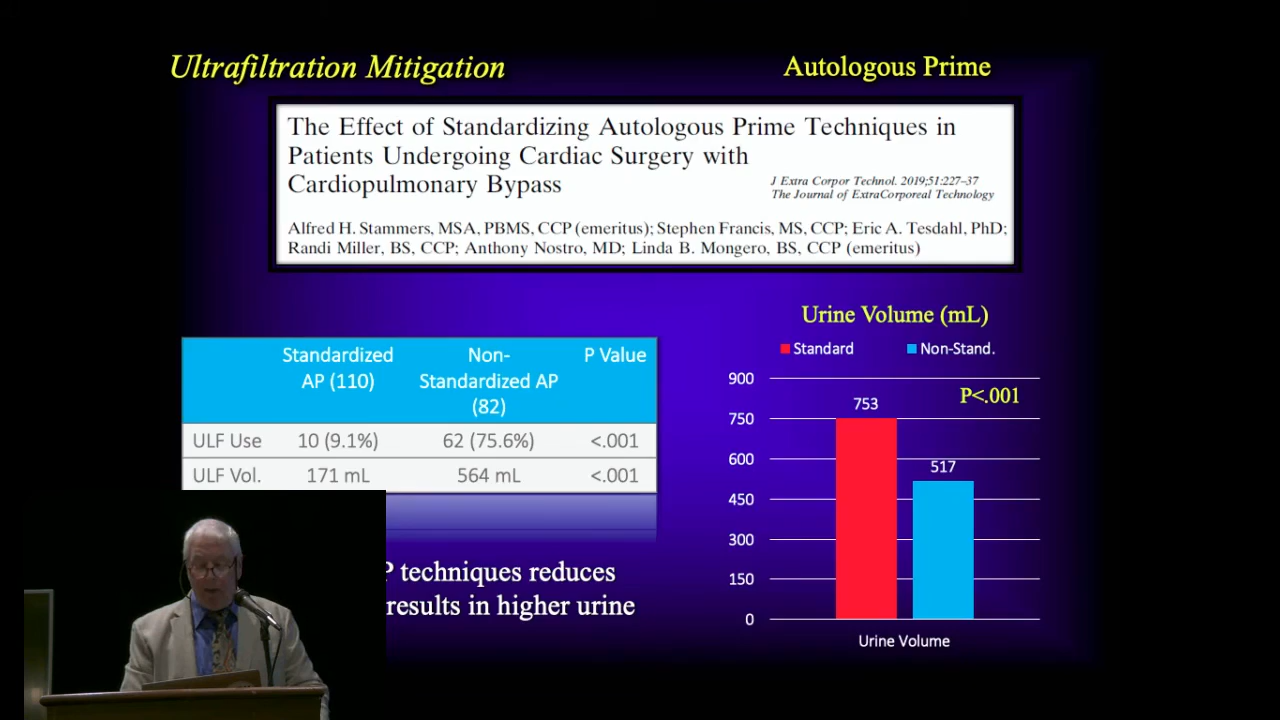 Ultrafiltration Mitigation
Autologous Prime
The Effect of Standardizing Autologous Prime Techniques in
Patients Undergoing Cardiac Surgery with
Cardiopulmonary Bypass
J Extra Corpor Technol. 2019;51:227–37
The Journal of ExtraCorporeal Technology
Alfred H. Stammers, MSA, PBMS, CCP (emeritus); Stephen Francis, MS, CCP; Eric A. Tesdahl, PhD;
Randi Miller, BS, CCP; Anthony Nostro, MD; Linda B. Mongero, BS, CCP (emeritus)
Standardized
AP (110)
Non-
Standardized AP
(82)
P Value
ULF Use 10 (9.1%) 62 (75.6%) <.001
ULF Vol. 171 mL 564 mL <.001
P techniques reduces
results in higher urine
Urine Volume (mL)
Standard Non-Stand.
900
P<.001
753
750
600
517
450
300
150
0
Urine Volume